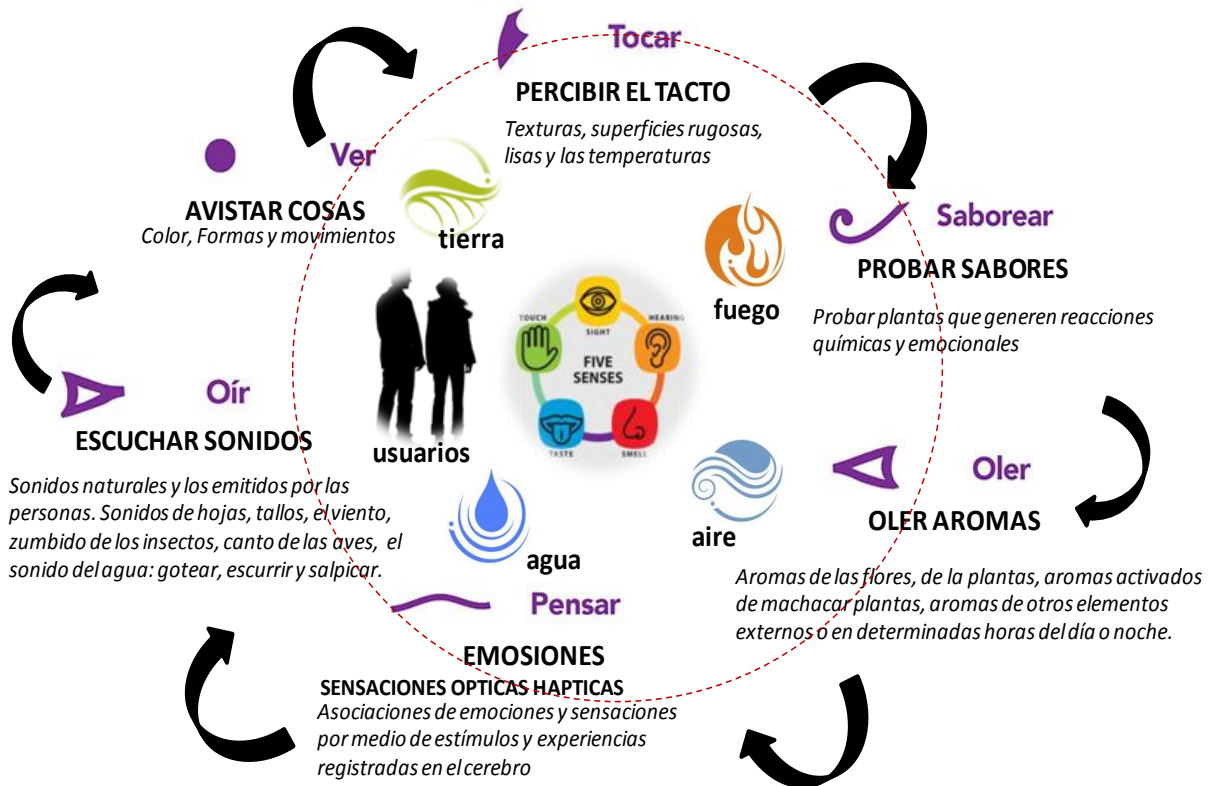 Tocar
PERCIBIR EL TACTO
Texturas, superficies rugosas,
lisas y las temperaturas
Ver
AVISTAR COSAS
Color, Formas y movimientos
tierra
Saborear
PROBAR SABORES
Probar plantas que generen reacciones
químicas y emocionales
fuego
TOUCH
SIGHT
HEARING
FIVE
SENSES
TASTE
SMELL
usuarios
Oír
ESCUCHAR SONIDOS
Sonidos naturales y los emitidos por las
personas. Sonidos de hojas, tallos, el viento,
zumbido de los insectos, canto de las aves, el
sonido del agua: gotear, escurrir y salpicar.
Oler
OLER AROMAS
Aromas de las flores, de la plantas, aromas activados
de machacar plantas, aromas de otros elementos
externos o en determinadas horas del día o noche.
aire
agua
Pensar
EMOSIONES
SENSACIONES OPTICAS HAPTICAS
Asociaciones de emociones y sensaciones
por medio de estímulos y experiencias
registradas en el cerebro